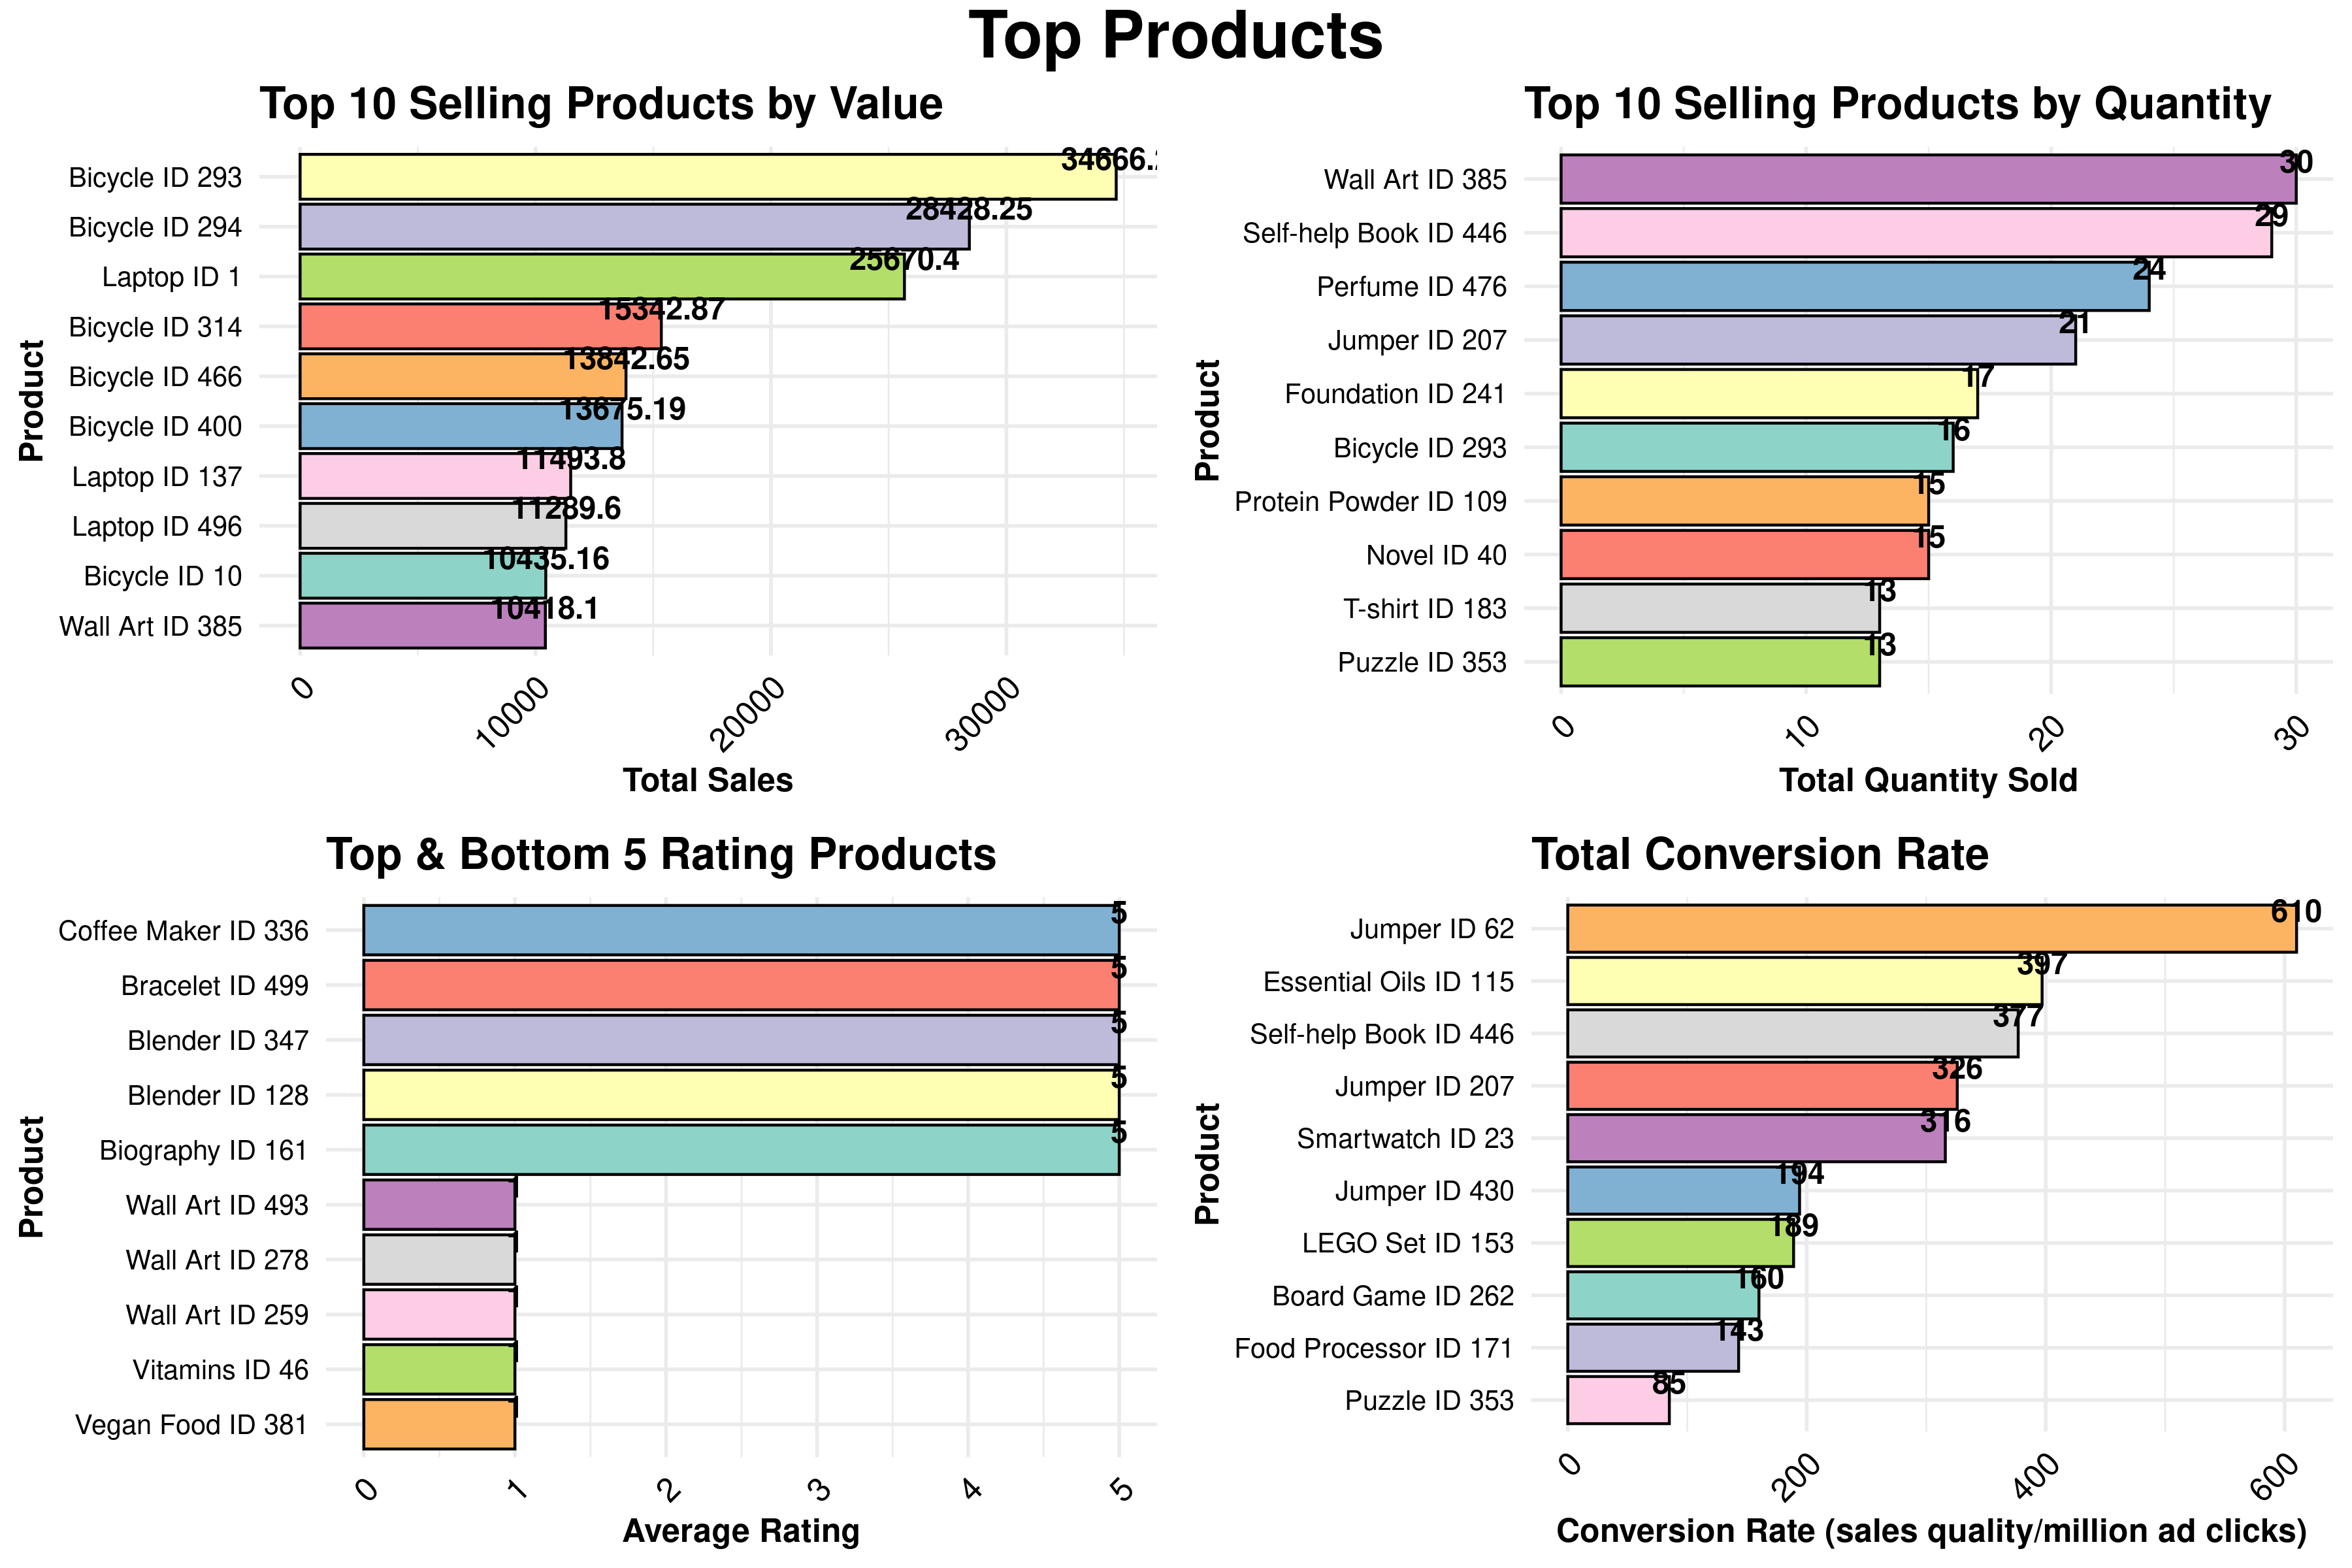 Top Products
Top 10 Selling Products by Value
Product
Bicycle ID 293
34666.
Bicycle ID 294
28428.25
Laptop ID 1
25670.4
Bicycle ID 314
15342.87
Bicycle ID 466
13842.65
Bicycle ID 400
13675.19
Laptop ID 137
11493.8
Laptop ID 496
11289.6
Bicycle ID 10
10435.16
Wall Art ID 385
10418.1
0
10000
20000
30000
Total Sales
Top 10 Selling Products by Quantity
Product
Wall Art ID 385
30
Self-help Book ID 446
29
Perfume ID 476
24
Jumper ID 207
21
Foundation ID 241
17
Bicycle ID 293
16
Protein Powder ID 109
15
Novel ID 40
15
T-shirt ID 183
13
Puzzle ID 353
13
0
10
20
30
Total Quantity Sold
Top & Bottom 5 Rating Products
Product
Coffee Maker ID 336
5
Bracelet ID 499
5
Blender ID 347
5
Blender ID 128
5
Biography ID 161
5
Wall Art ID 493
1
Wall Art ID 278
1
Wall Art ID 259
1
Vitamins ID 46
1
Vegan Food ID 381
1
0
1
2
3
4
5
Average Rating
Total Conversion Rate
Product
Jumper ID 62
610
Essential Oils ID 115
397
Self-help Book ID 446
377
Jumper ID 207
326
Smartwatch ID 23
316
Jumper ID 430
194
LEGO Set ID 153
189
Board Game ID 262
160
Food Processor ID 171
143
Puzzle ID 353
85
0
200
400
600
Conversion Rate (sales quality/million ad clicks)